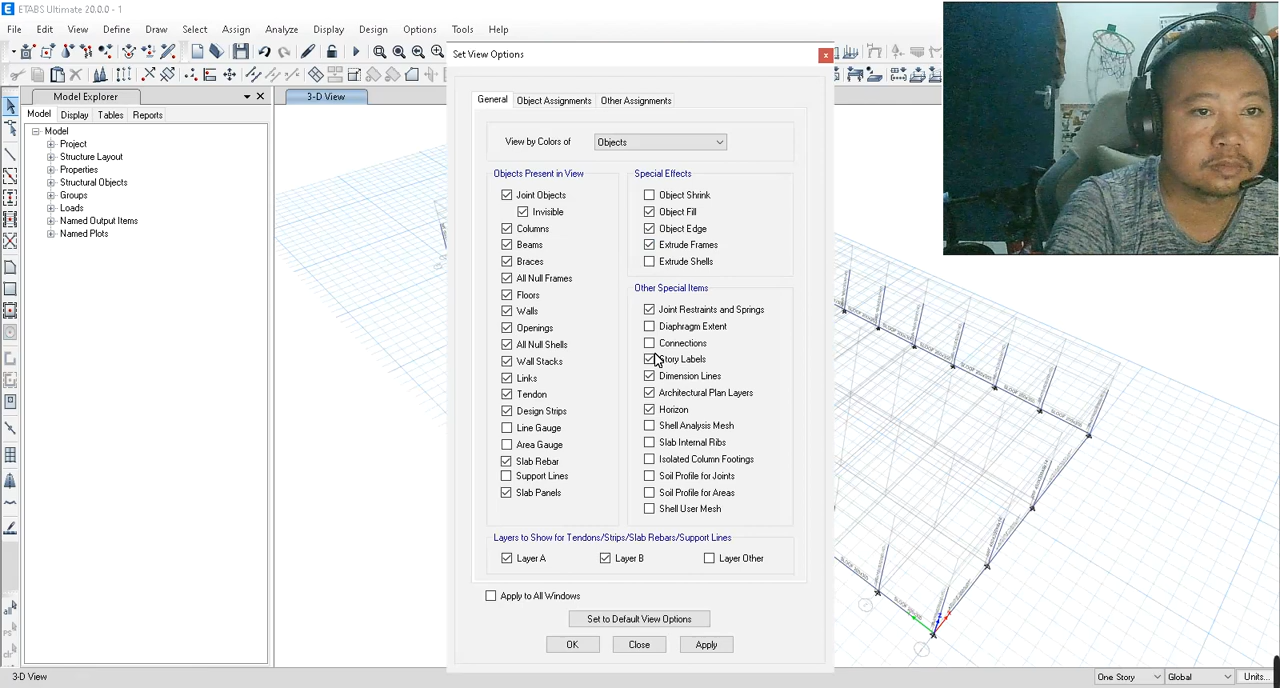 ETABS Ultimate 20.0.0 - 1
File Edit View Define Draw Select Assign Analyze Display Design Options Tools Help
Set View Options
Model Explorer
3-D View
Model Display Tables Reports
Model
Project
Structure Layout
Properties
Structural Objects
Groups
Loads
Named Output Items
Named Plots
General Object Assignments Other Assignments
View by Colors of Objects
Objects Present in View
Joint Objects
Invisible
Columns
Beams
Braces
All Null Frames
Floors
Walls
Openings
All Null Shells
Wall Stacks
Links
Tendon
Design Strips
Line Gauge
Area Gauge
Slab Rebar
Support Lines
Slab Panels
Special Effects
Object Shrink
Object Fill
Object Edge
Extrude Frames
Extrude Shells
Other Special Items
Joint Restraints and Springs
Diaphragm Extent
Connections
Story Labels
Dimension Lines
Architectural Plan Layers
Horizon
Shell Analysis Mesh
Slab Internal Ribs
Isolated Column Footings
Soil Profile for Joints
Soil Profile for Areas
Shell User Mesh
Layers to Show for Tendons/Strips/Slab Rebars/Support Lines
Layer A Layer B Layer Other
Apply to All Windows
Set to Default View Options
OK Close Apply
3-D View
One Story Global Units...